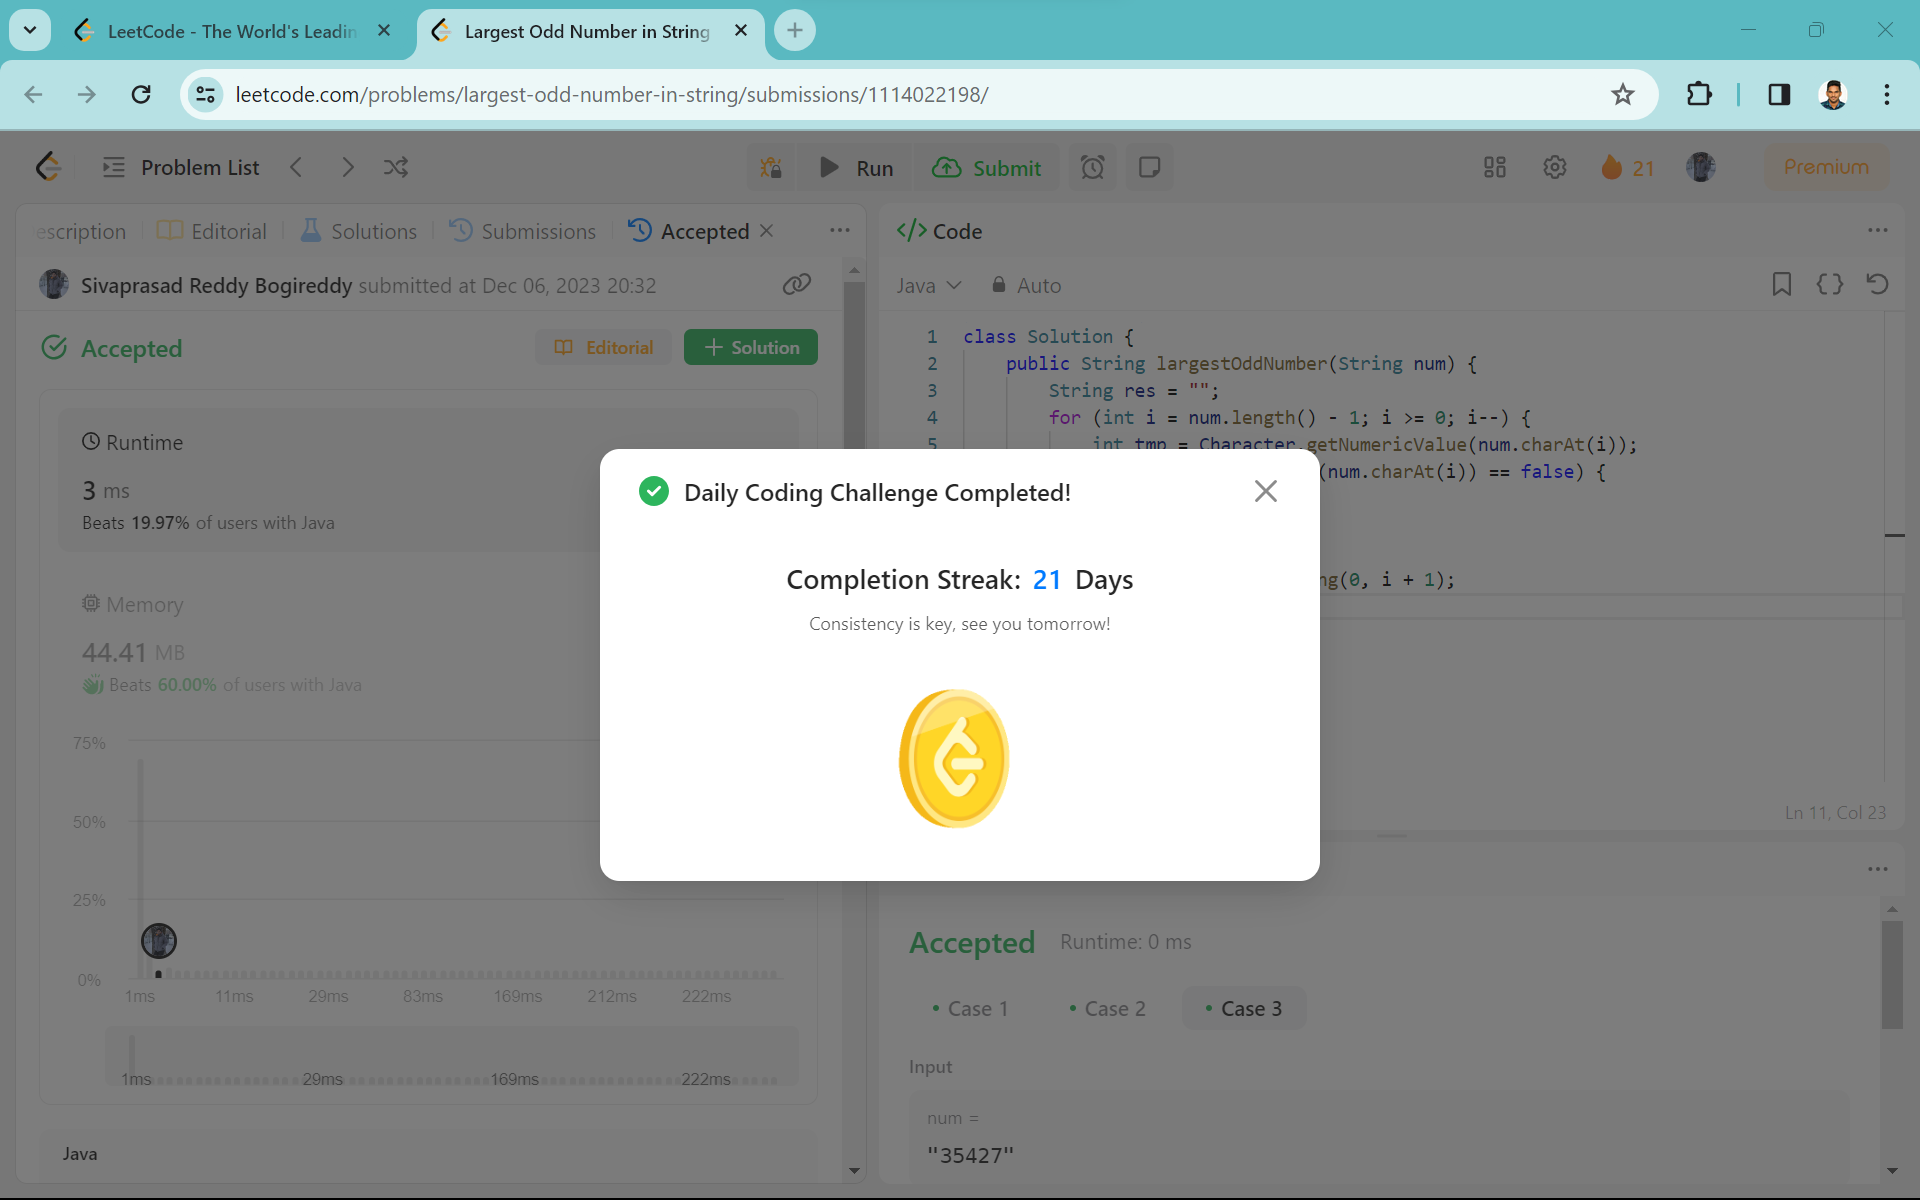 LeetCode - The World's Leadin
Largest Odd Number in String
leetcode.com/problems/largest-odd-number-in-string/submissions/1114022198/
Problem List
Run
Submit
21
Premium
escription
Editorial
Solutions
Submissions
Accepted
Code
Sivaprasad Reddy Bogireddy submitted at Dec 06, 2023 20:32
Java
Auto
Accepted
Editorial
Solution
1 class Solution {
2 public String largestOddNumber(String num) {
3 String res = "";
4 for (int i = num.length() - 1; i >= 0; i--) {
5 int tmp = Character.getNumericValue(num.charAt(i));
(num.charAt(i)) == false) {
ng(0, i + 1);
Ln 11, Col 23
Runtime
3 ms
Beats 19.97% of users with Java
Memory
44.41 MB
Beats 60.00% of users with Java
75%
50%
25%
0%
1ms 11ms 29ms 83ms 169ms 212ms 222ms
1ms 29ms 169ms 222ms
Java
Daily Coding Challenge Completed!
Completion Streak: 21 Days
Consistency is key, see you tomorrow!
Accepted
Runtime: 0 ms
Case 1
Case 2
Case 3
Input
num =
"35427"